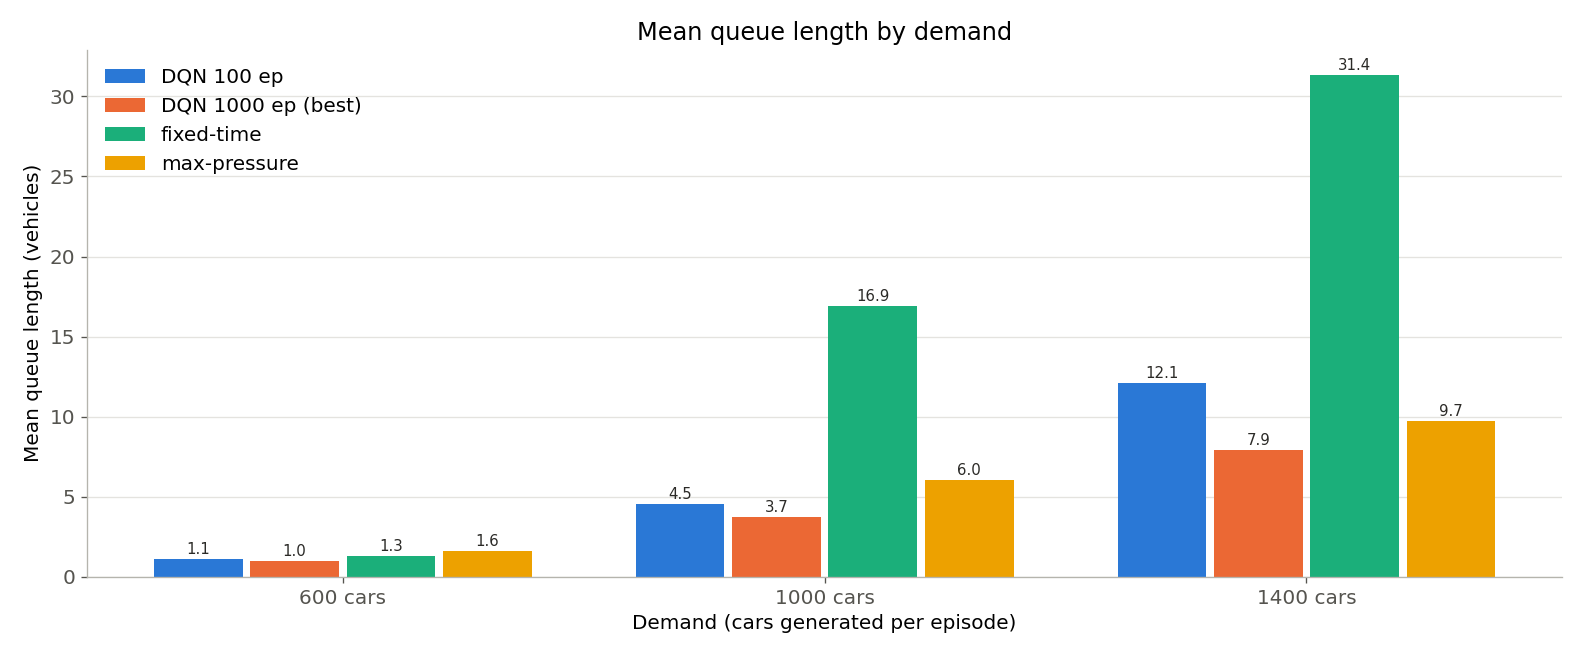 Mean queue length by demand
DQN 100 ep
DQN 1000 ep (best)
fixed-time
max-pressure
Mean queue length (vehicles)
30
25
20
15
10
5
0
1.1
1.0
1.3
1.6
4.5
3.7
16.9
6.0
12.1
7.9
31.4
9.7
600 cars
1000 cars
1400 cars
Demand (cars generated per episode)